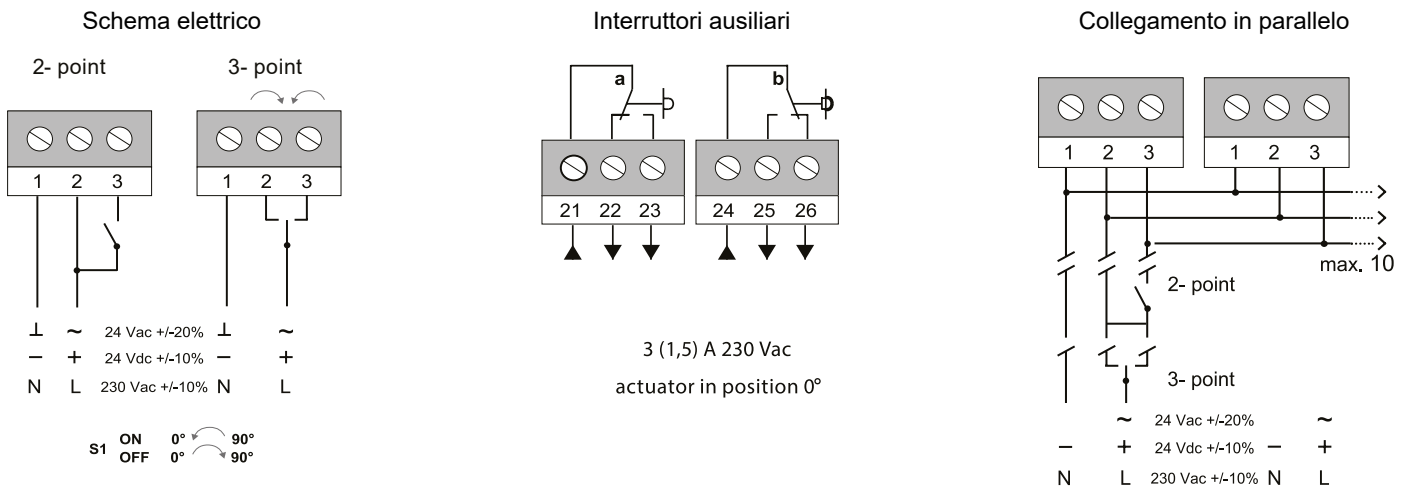 Schema elettrico
2- point 3- point
1 2 3 1 2 3
⊥ ~ 24 Vac +/-20% ⊥ ~
− + 24 Vdc +/-10% − +
N L 230 Vac +/-10% N L
S1 ON 0° 90°
OFF 0° 90°
Interruttori ausiliari
a b
21 22 23 24 25 26
3 (1,5) A 230 Vac
actuator in position 0°
Collegamento in parallelo
1 2 3 1 2 3
max. 10
2- point
3- point
~ 24 Vac +/-20% ~
− + 24 Vdc +/-10% − +
N L 230 Vac +/-10% N L